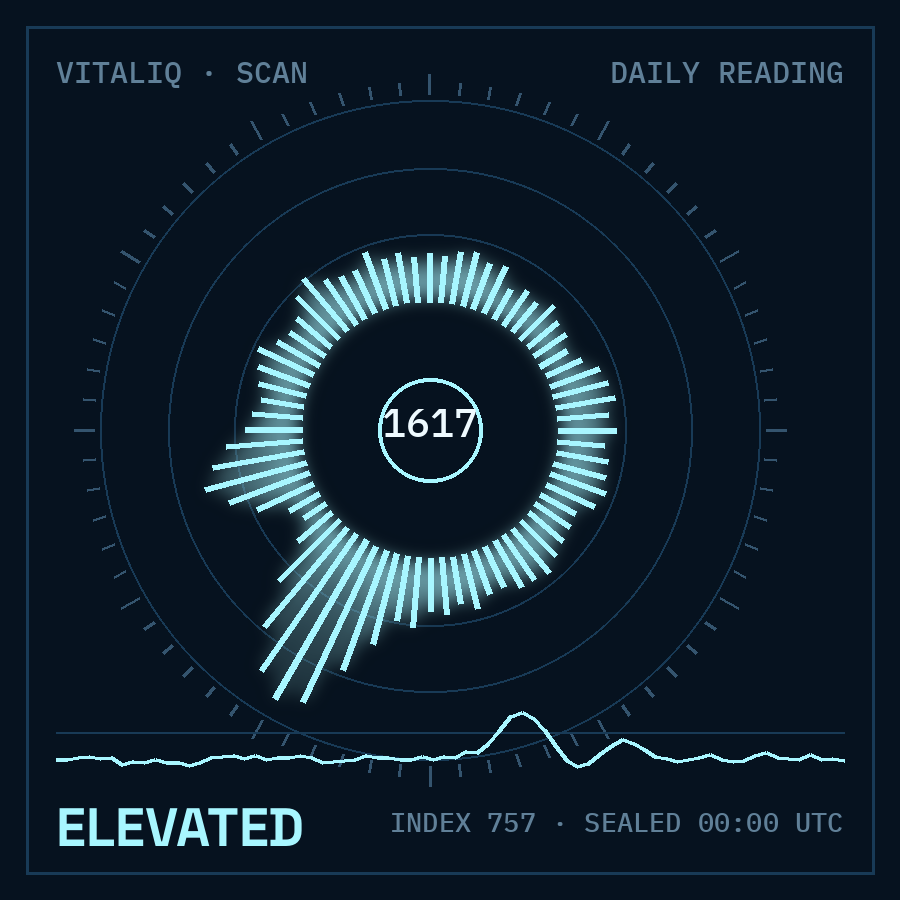 VITALIQ · SCAN
DAILY READING
1617
ELEVATED
INDEX 757 · SEALED 00:00 UTC